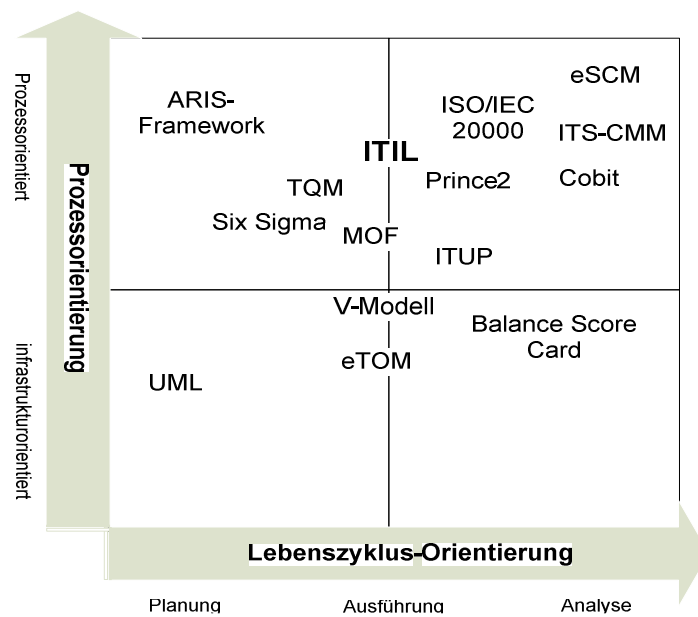 Prozessorientiert
infrastrukturorientiert
Prozessorientierung
eSCM
ARIS-
Framework
ISO/IEC
20000
ITS-CMM
ITIL
TQM
Prince2
Cobit
Six Sigma
MOF
ITUP
V-Modell
Balance Score
Card
eTOM
UML
Lebenszyklus-Orientierung
Planung
Ausführung
Analyse